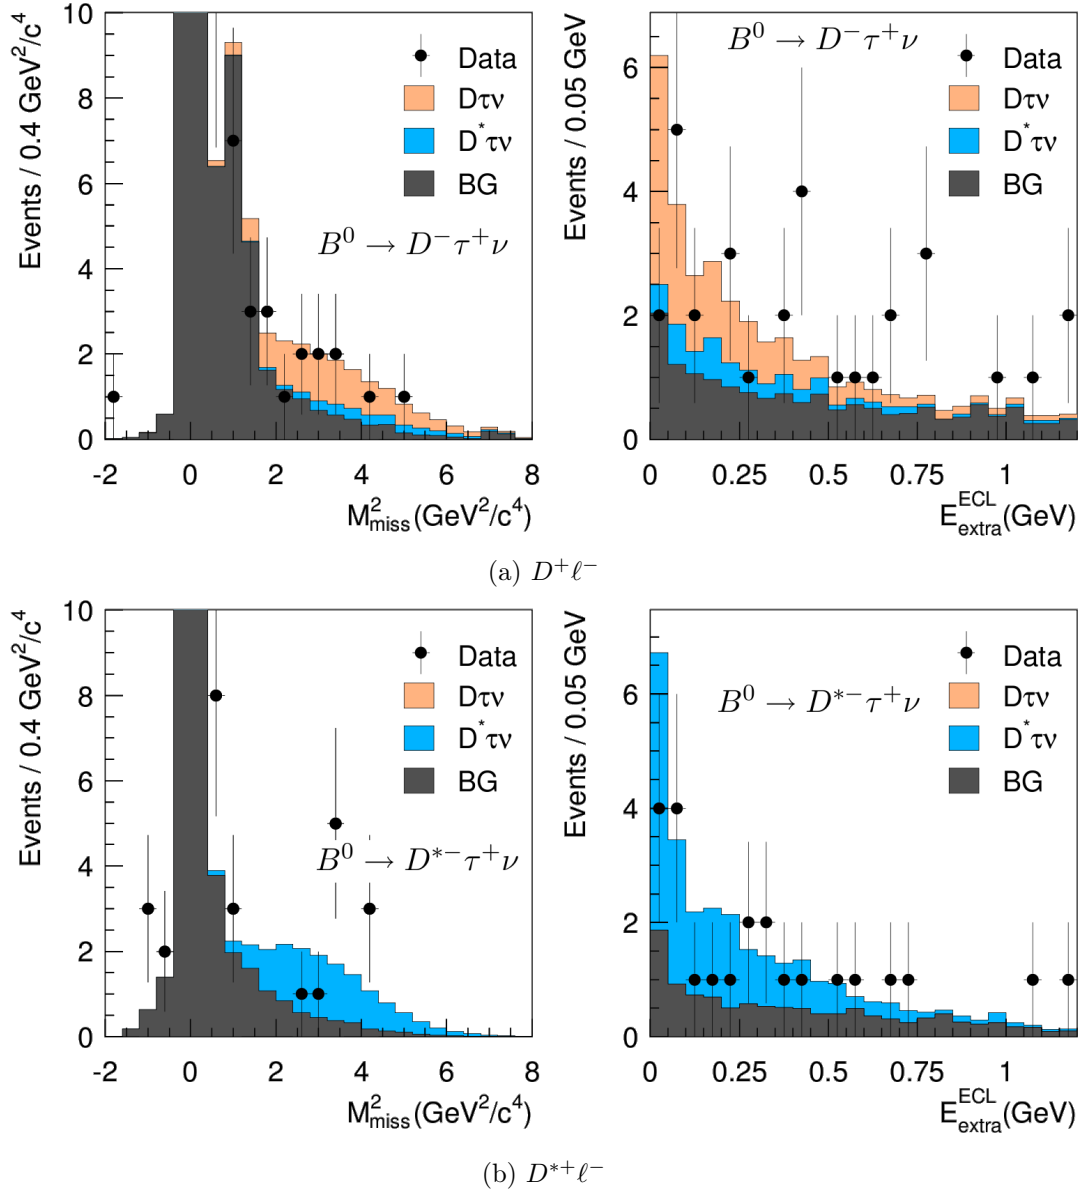 Events / 0.4 GeV²/c⁴
10
8
6
4
2
0
Data
Dτν
D*τν
BG
B⁰ → D⁻τ⁺ν
-2 0 2 4 6 8
M²miss(GeV²/c⁴)
Events / 0.05 GeV
6
4
2
0
B⁰ → D⁻τ⁺ν
Data
Dτν
D*τν
BG
0 0.25 0.5 0.75 1
E^ECL_extra(GeV)
(a) D⁺ℓ⁻
Events / 0.4 GeV²/c⁴
10
8
6
4
2
0
Data
Dτν
D*τν
BG
B⁰ → D*⁻τ⁺ν
-2 0 2 4 6 8
M²miss(GeV²/c⁴)
Events / 0.05 GeV
6
4
2
0
Data
Dτν
B⁰ → D*⁻τ⁺ν
D*τν
BG
0 0.25 0.5 0.75 1
E^ECL_extra(GeV)
(b) D*⁺ℓ⁻